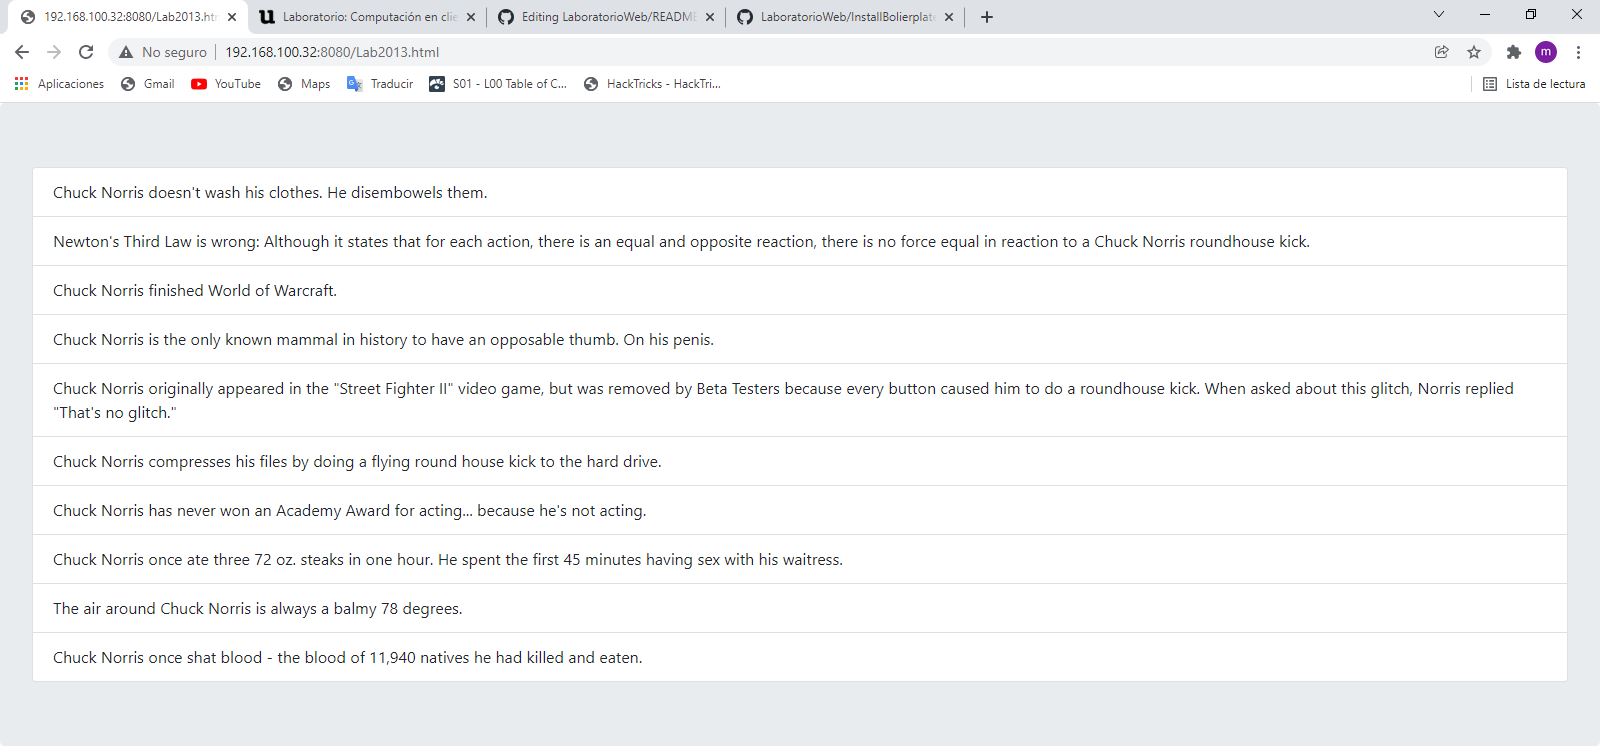 192.168.100.32:8080/Lab2013.htm
Laboratorio: Computación en clie
Editing LaboratorioWeb/README
LaboratorioWeb/InstallBolierplate
No seguro
192.168.100.32:8080/Lab2013.html
m
Aplicaciones
Gmail
YouTube
Maps
Traducir
S01 - L00 Table of C...
HackTricks - HackTri...
Lista de lectura
Chuck Norris doesn't wash his clothes. He disembowels them.
Newton's Third Law is wrong: Although it states that for each action, there is an equal and opposite reaction, there is no force equal in reaction to a Chuck Norris roundhouse kick.
Chuck Norris finished World of Warcraft.
Chuck Norris is the only known mammal in history to have an opposable thumb. On his penis.
Chuck Norris originally appeared in the "Street Fighter II" video game, but was removed by Beta Testers because every button caused him to do a roundhouse kick. When asked about this glitch, Norris replied
"That's no glitch."
Chuck Norris compresses his files by doing a flying round house kick to the hard drive.
Chuck Norris has never won an Academy Award for acting... because he's not acting.
Chuck Norris once ate three 72 oz. steaks in one hour. He spent the first 45 minutes having sex with his waitress.
The air around Chuck Norris is always a balmy 78 degrees.
Chuck Norris once shat blood - the blood of 11,940 natives he had killed and eaten.